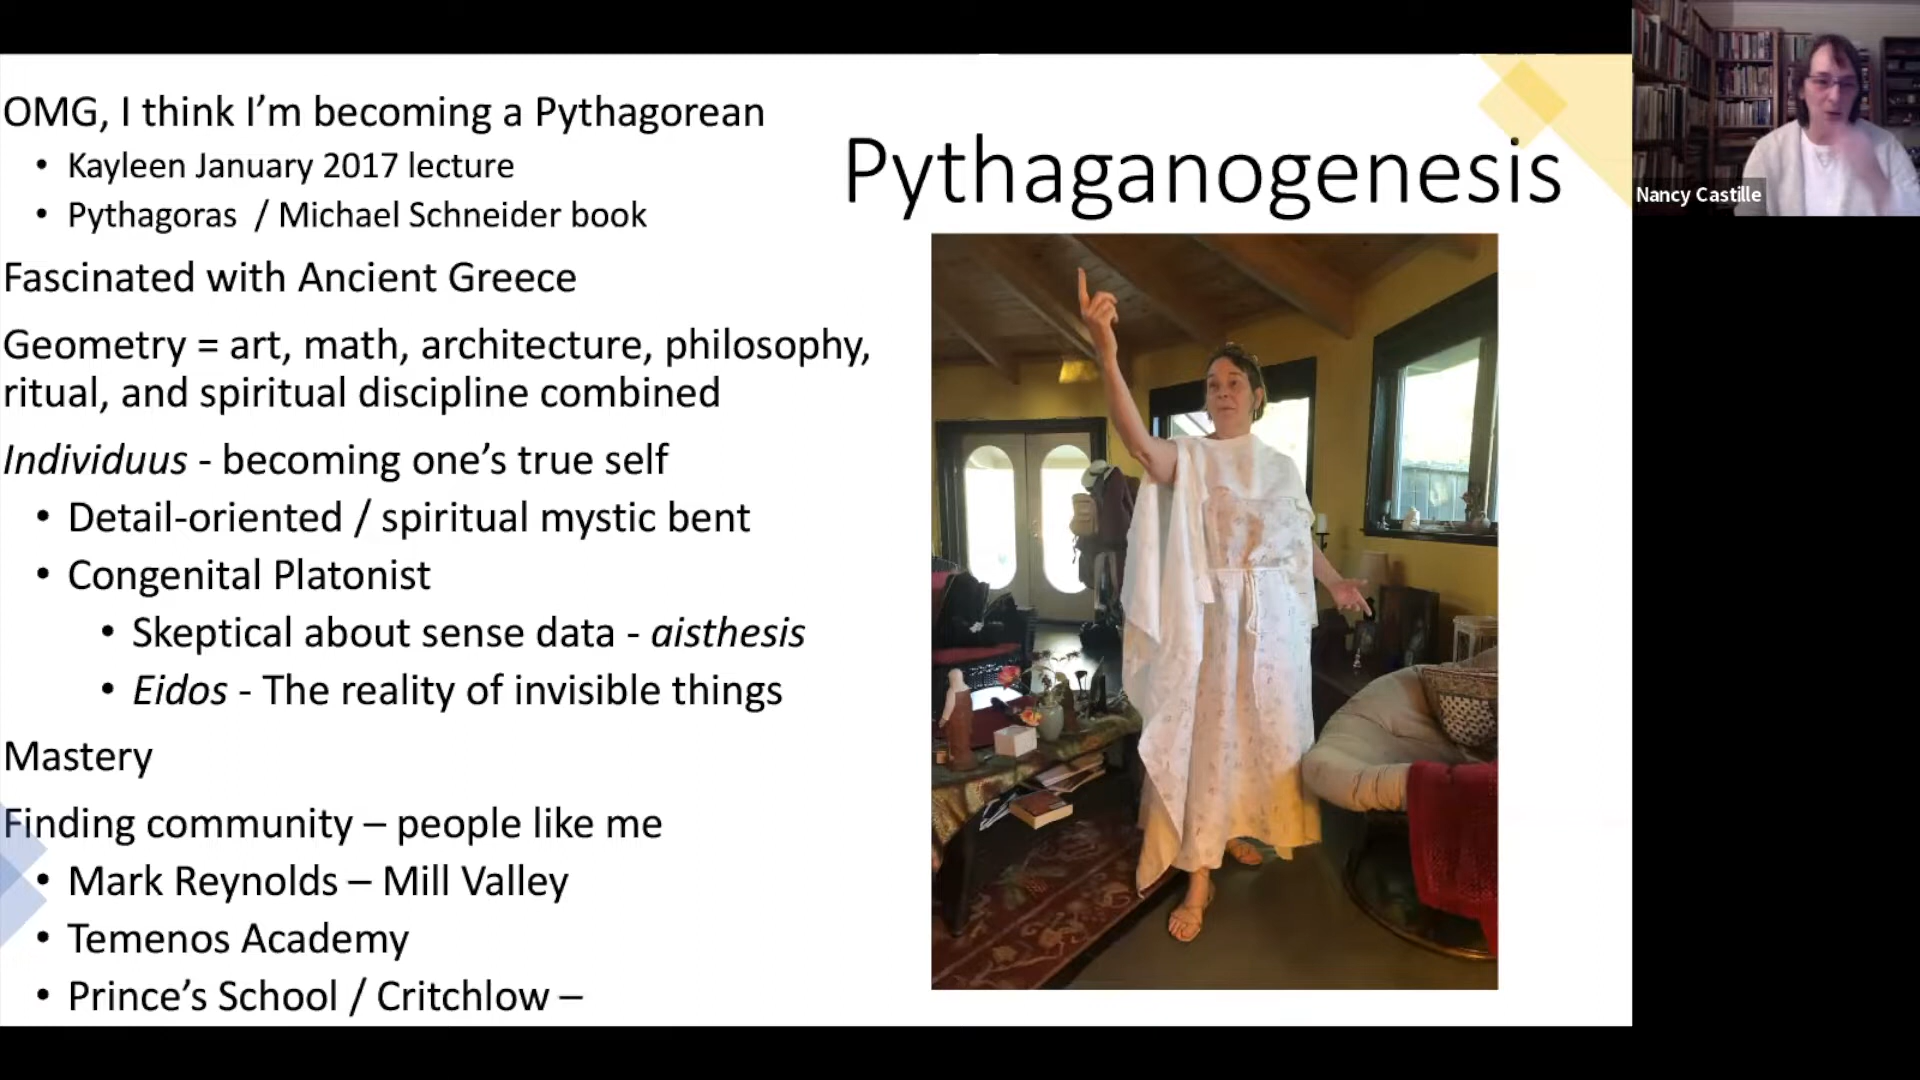 OMG, I think I'm becoming a Pythagorean
• Kayleen January 2017 lecture
• Pythagoras / Michael Schneider book
Fascinated with Ancient Greece
Geometry = art, math, architecture, philosophy,
ritual, and spiritual discipline combined
Individuus - becoming one's true self
• Detail-oriented / spiritual mystic bent
• Congenital Platonist
• Skeptical about sense data - aisthesis
• Eidos - The reality of invisible things
Mastery
Finding community – people like me
• Mark Reynolds – Mill Valley
• Temenos Academy
• Prince's School / Critchlow –
Pythaganogenesis
Nancy Castille